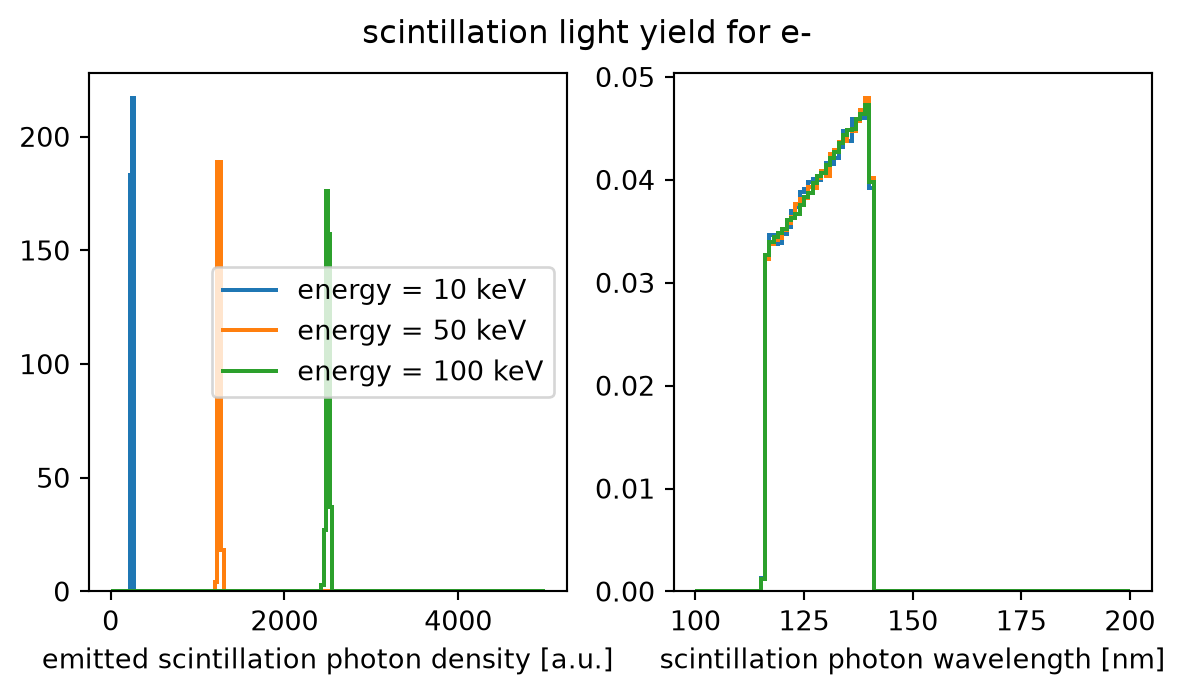 scintillation light yield for e-
200
150
100
50
0
energy = 10 keV
energy = 50 keV
energy = 100 keV
0 2000 4000
emitted scintillation photon density [a.u.]
0.05
0.04
0.03
0.02
0.01
0.00
100 125 150 175 200
scintillation photon wavelength [nm]